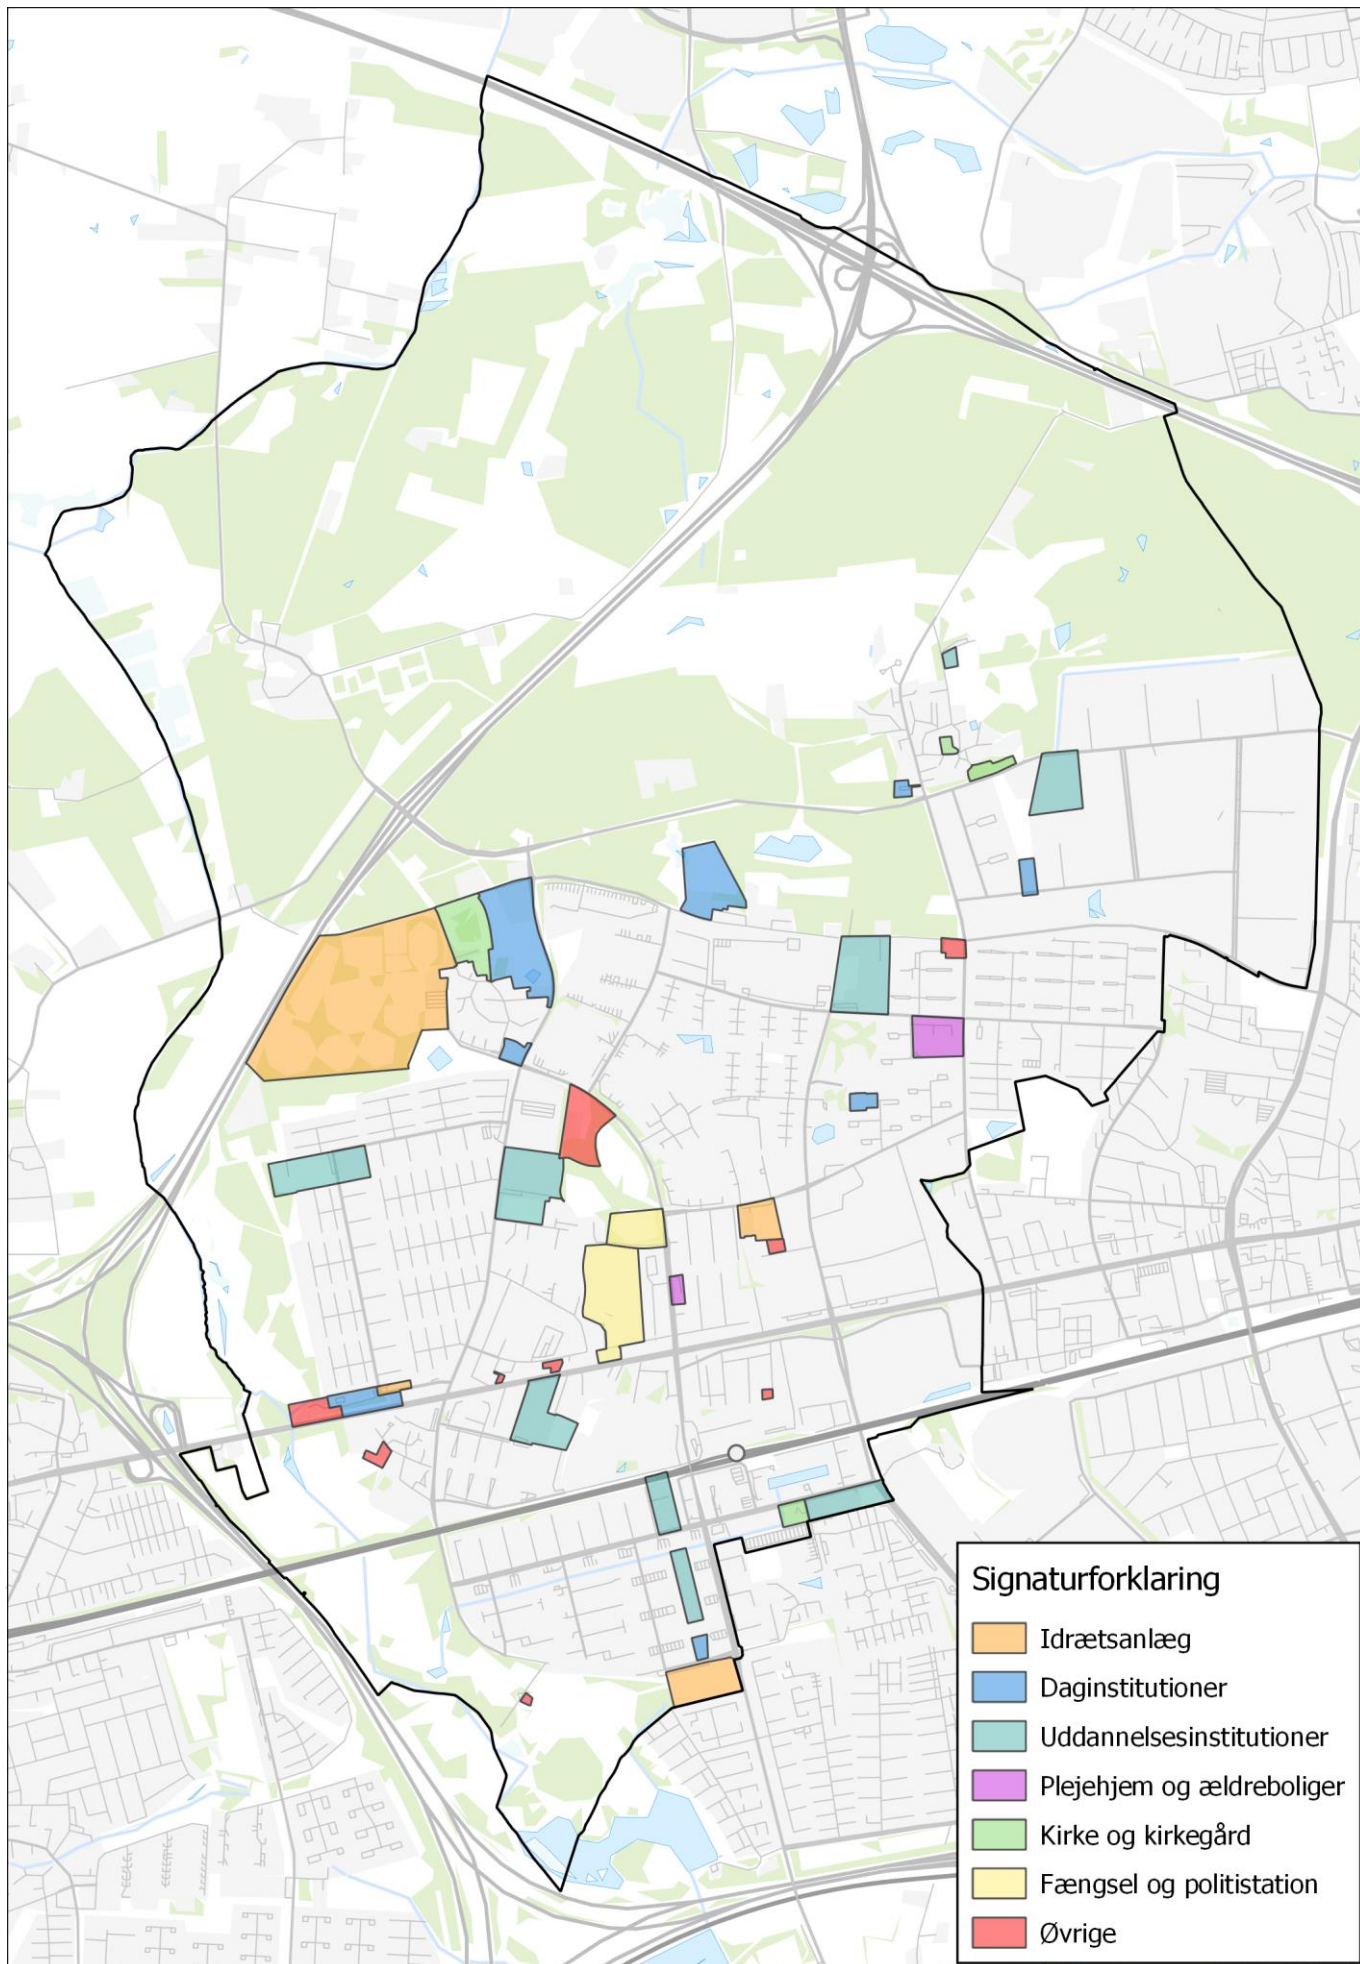 Signaturforklaring
Idrætsanlæg
Daginstitutioner
Uddannelsesinstitutioner
Plejehjem og ældreboliger
Kirke og kirkegård
Fængsel og politistation
Øvrige